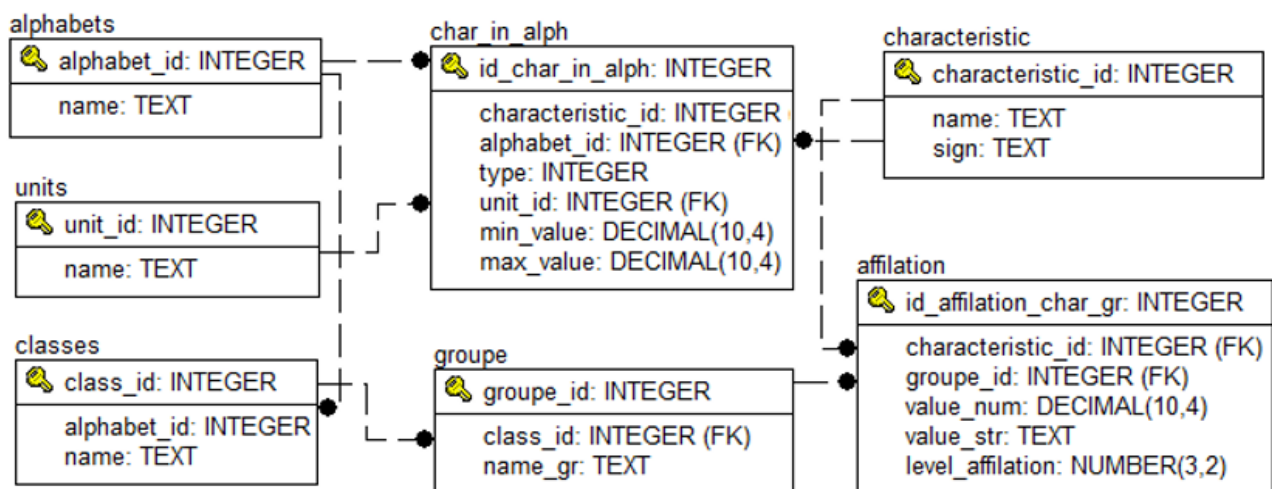 alphabets
alphabet_id: INTEGER
name: TEXT
char_in_alph
id_char_in_alph: INTEGER
characteristic_id: INTEGER
alphabet_id: INTEGER (FK)
type: INTEGER
unit_id: INTEGER (FK)
min_value: DECIMAL(10,4)
max_value: DECIMAL(10,4)
characteristic
characteristic_id: INTEGER
name: TEXT
sign: TEXT
units
unit_id: INTEGER
name: TEXT
classes
class_id: INTEGER
alphabet_id: INTEGER
name: TEXT
groupe
groupe_id: INTEGER
class_id: INTEGER (FK)
name_gr: TEXT
affilation
id_affilation_char_gr: INTEGER
characteristic_id: INTEGER (FK)
groupe_id: INTEGER (FK)
value_num: DECIMAL(10,4)
value_str: TEXT
level_affilation: NUMBER(3,2)